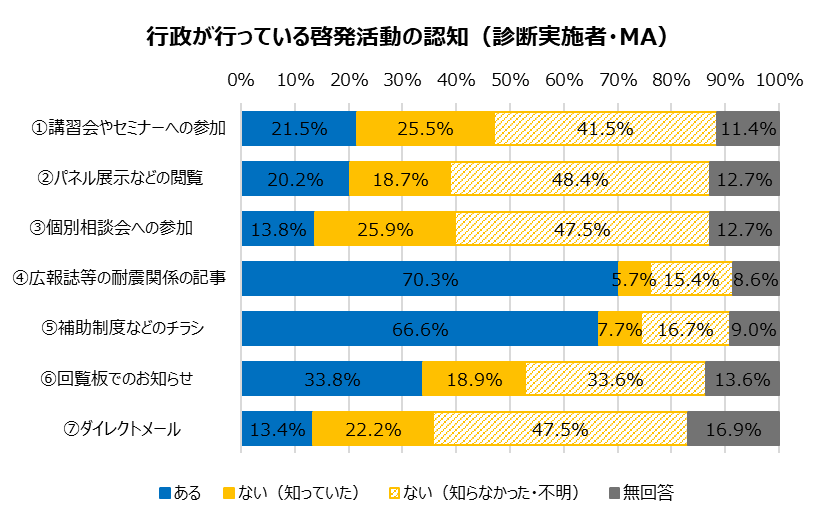 行政が行っている啓発活動の認知（診断実施者・MA）
0% 10% 20% 30% 40% 50% 60% 70% 80% 90% 100%
①講習会やセミナーへの参加 21.5% 25.5% 41.5% 11.4%
②パネル展示などの閲覧 20.2% 18.7% 48.4% 12.7%
③個別相談会への参加 13.8% 25.9% 47.5% 12.7%
④広報誌等の耐震関係の記事 70.3% 5.7% 15.4% 8.6%
⑤補助制度などのチラシ 66.6% 7.7% 16.7% 9.0%
⑥回覧板でのお知らせ 33.8% 18.9% 33.6% 13.6%
⑦ダイレクトメール 13.4% 22.2% 47.5% 16.9%
ある ない（知っていた） ない（知らなかった・不明） 無回答